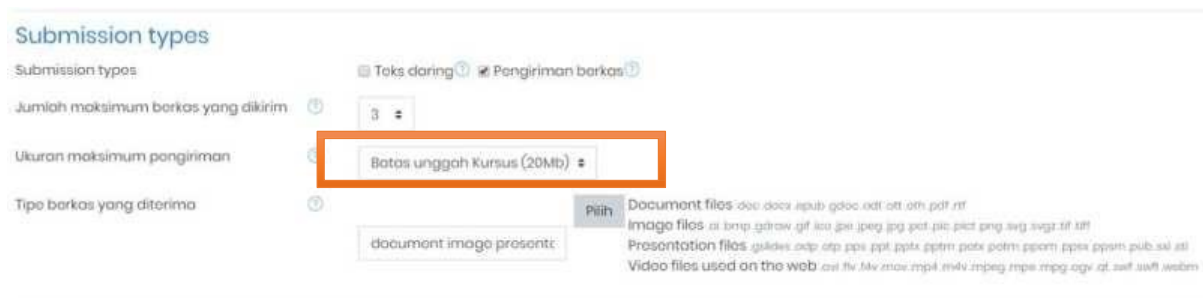 Submission types
Submission types Teks daring Pengiriman berkas
Jumlah maksimum berkas yang dikirim 3
Ukuran maksimum pengiriman Batas unggah Kursus (20Mb)
Tipe berkas yang diterima Pilih Document files .doc .docx .epub .gdoc .odt .ott .oth .pdf .rtf
Image files .ai .bmp .gdraw .gif .ico .jpe .jpeg .jpg .pct .pic .pict .png .svg .svgz .tif .tiff
document image presentc Presentation files .gslides .odp .otp .pps .ppt .pptx .pptm .potx .potm .ppam .ppsx .ppsm .pub .sxi .sti
Video files used on the web .avi .flv .f4v .mov .mp4 .m4v .mpeg .mpe .mpg .ogv .qt .swf .swfl .webm